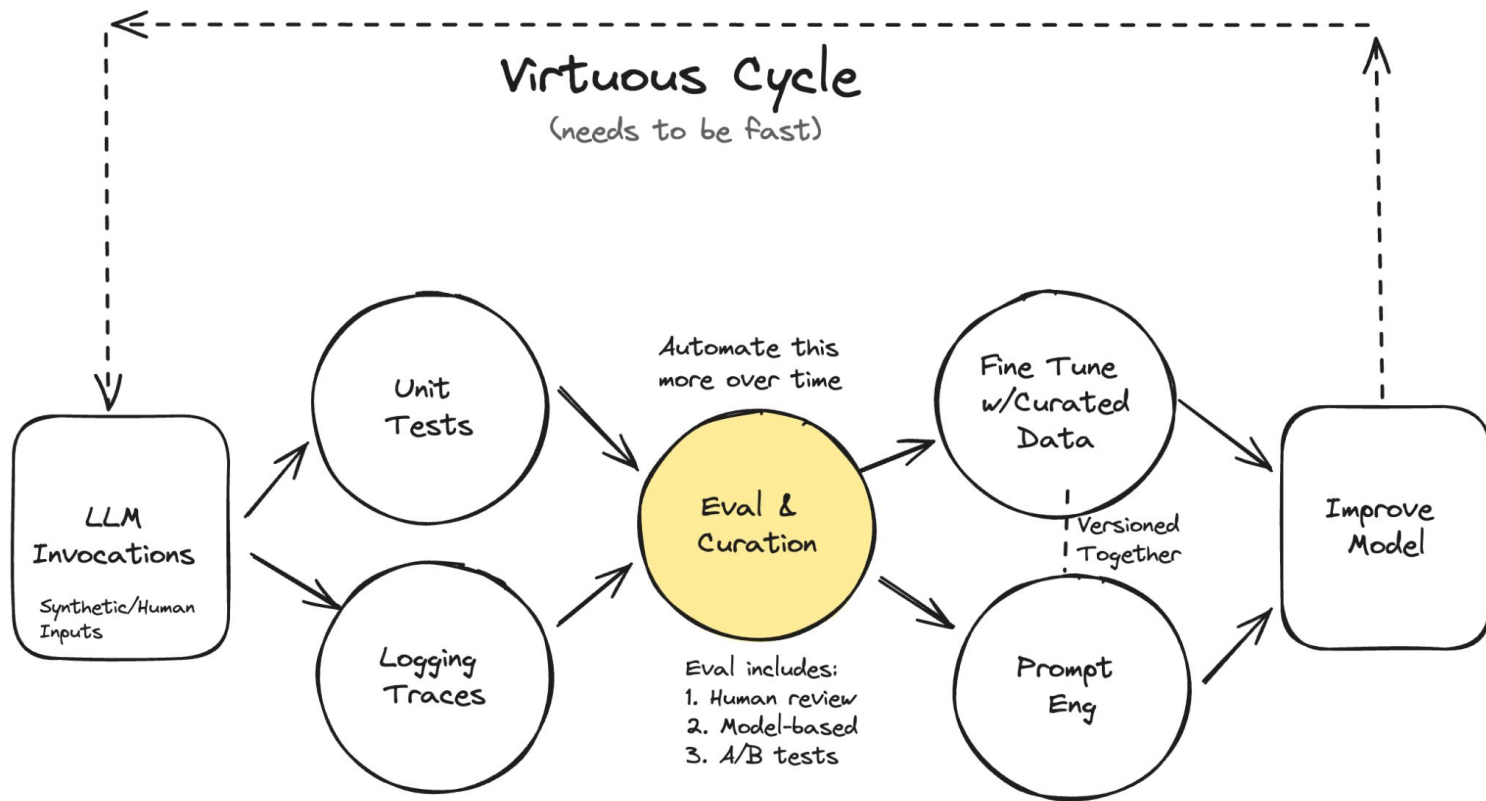 Virtuous Cycle
(needs to be fast)
LLM
Invocations
Synthetic/Human
Inputs
Unit
Tests
Logging
Traces
Automate this
more over time
Eval &
Curation
Eval includes:
1. Human review
2. Model-based
3. A/B tests
Fine Tune
w/Curated
Data
Versioned
Together
Prompt
Eng
Improve
Model